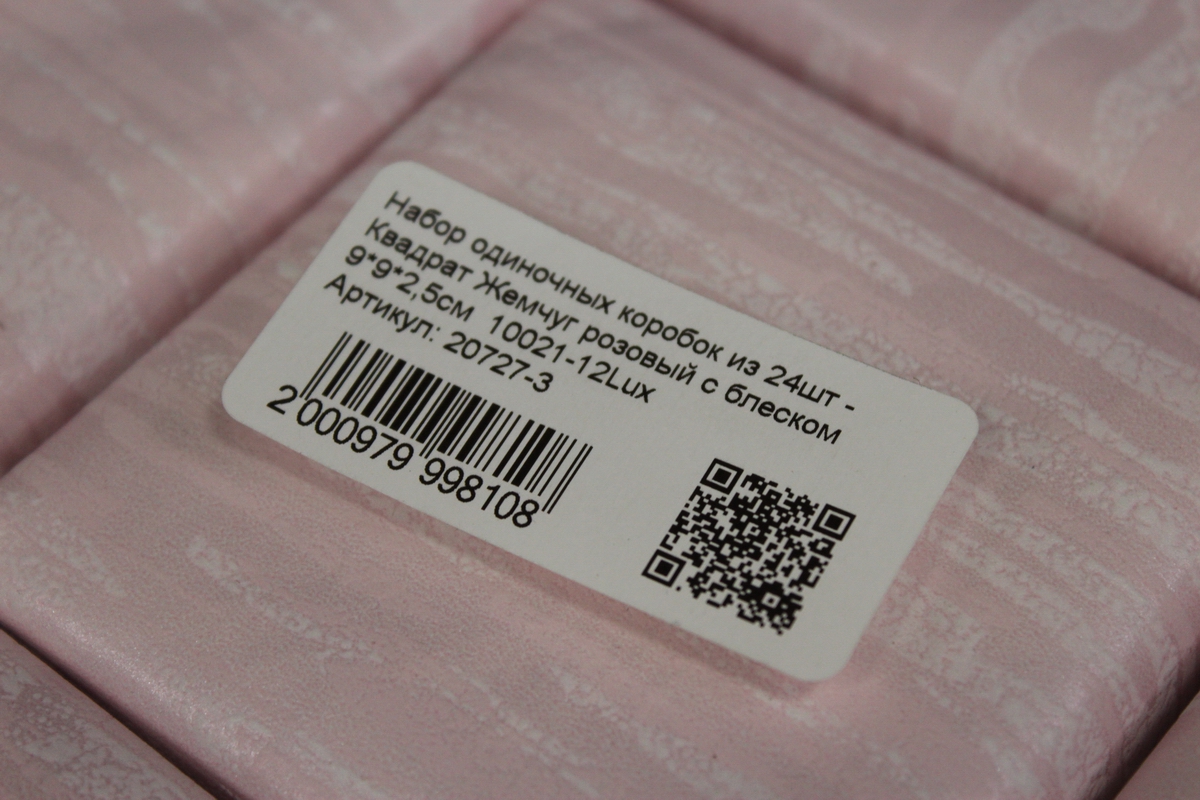 Набор одиночных коробок из 24шт -
Квадрат Жемчуг розовый с блеском
9*9*2,5см 10021-12Lux
Артикул: 20727-3
2 000979 998108